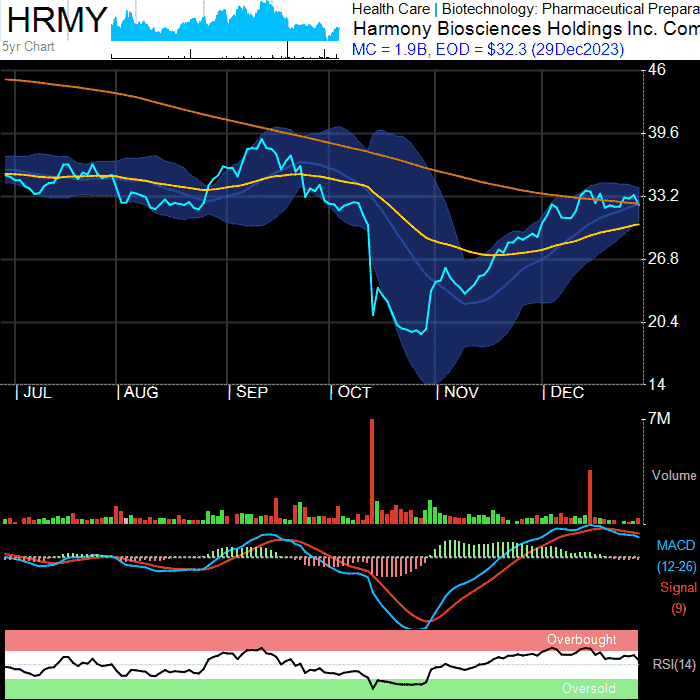 HRMY
5yr Chart
Health Care | Biotechnology: Pharmaceutical Prepara
Harmony Biosciences Holdings Inc. Com
MC = 1.9B, EOD = $32.3 (29Dec2023)
46
39.6
33.2
26.8
20.4
14
| JUL | AUG | SEP | OCT | NOV | DEC
7M
Volume
MACD
(12-26)
Signal
(9)
Overbought
RSI(14)
Oversold